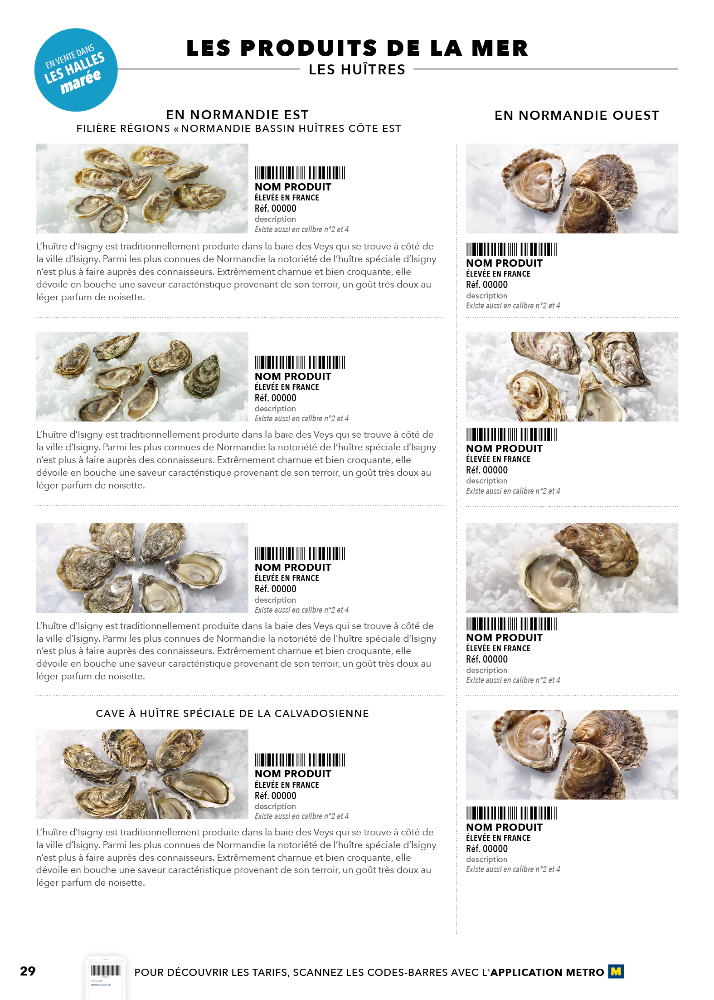 EN VENTE DANS
LES HALLES
marée
LES PRODUITS DE LA MER
LES HUÎTRES
EN NORMANDIE EST
FILIÈRE RÉGIONS « NORMANDIE BASSIN HUÎTRES CÔTE EST
NOM PRODUIT
ÉLEVÉE EN FRANCE
Réf. 00000
description
Existe aussi en calibre n°2 et 4
L’huître d’Isigny est traditionnellement produite dans la baie des Veys qui se trouve à côté de
la ville d’Isigny. Parmi les plus connues de Normandie la notoriété de l’huître spéciale d’Isigny
n’est plus à faire auprès des connaisseurs. Extrêmement charnue et bien croquante, elle
dévoile en bouche une saveur caractéristique provenant de son terroir, un goût très doux au
léger parfum de noisette.
NOM PRODUIT
ÉLEVÉE EN FRANCE
Réf. 00000
description
Existe aussi en calibre n°2 et 4
L’huître d’Isigny est traditionnellement produite dans la baie des Veys qui se trouve à côté de
la ville d’Isigny. Parmi les plus connues de Normandie la notoriété de l’huître spéciale d’Isigny
n’est plus à faire auprès des connaisseurs. Extrêmement charnue et bien croquante, elle
dévoile en bouche une saveur caractéristique provenant de son terroir, un goût très doux au
léger parfum de noisette.
NOM PRODUIT
ÉLEVÉE EN FRANCE
Réf. 00000
description
Existe aussi en calibre n°2 et 4
L’huître d’Isigny est traditionnellement produite dans la baie des Veys qui se trouve à côté de
la ville d’Isigny. Parmi les plus connues de Normandie la notoriété de l’huître spéciale d’Isigny
n’est plus à faire auprès des connaisseurs. Extrêmement charnue et bien croquante, elle
dévoile en bouche une saveur caractéristique provenant de son terroir, un goût très doux au
léger parfum de noisette.
CAVE À HUÎTRE SPÉCIALE DE LA CALVADOSIENNE
NOM PRODUIT
ÉLEVÉE EN FRANCE
Réf. 00000
description
Existe aussi en calibre n°2 et 4
L’huître d’Isigny est traditionnellement produite dans la baie des Veys qui se trouve à côté de
la ville d’Isigny. Parmi les plus connues de Normandie la notoriété de l’huître spéciale d’Isigny
n’est plus à faire auprès des connaisseurs. Extrêmement charnue et bien croquante, elle
dévoile en bouche une saveur caractéristique provenant de son terroir, un goût très doux au
léger parfum de noisette.
EN NORMANDIE OUEST
NOM PRODUIT
ÉLEVÉE EN FRANCE
Réf. 00000
description
Existe aussi en calibre n°2 et 4
NOM PRODUIT
ÉLEVÉE EN FRANCE
Réf. 00000
description
Existe aussi en calibre n°2 et 4
NOM PRODUIT
ÉLEVÉE EN FRANCE
Réf. 00000
description
Existe aussi en calibre n°2 et 4
NOM PRODUIT
ÉLEVÉE EN FRANCE
Réf. 00000
description
Existe aussi en calibre n°2 et 4
29
POUR DÉCOUVRIR LES TARIFS, SCANNEZ LES CODES-BARRES AVEC L'APPLICATION METRO M